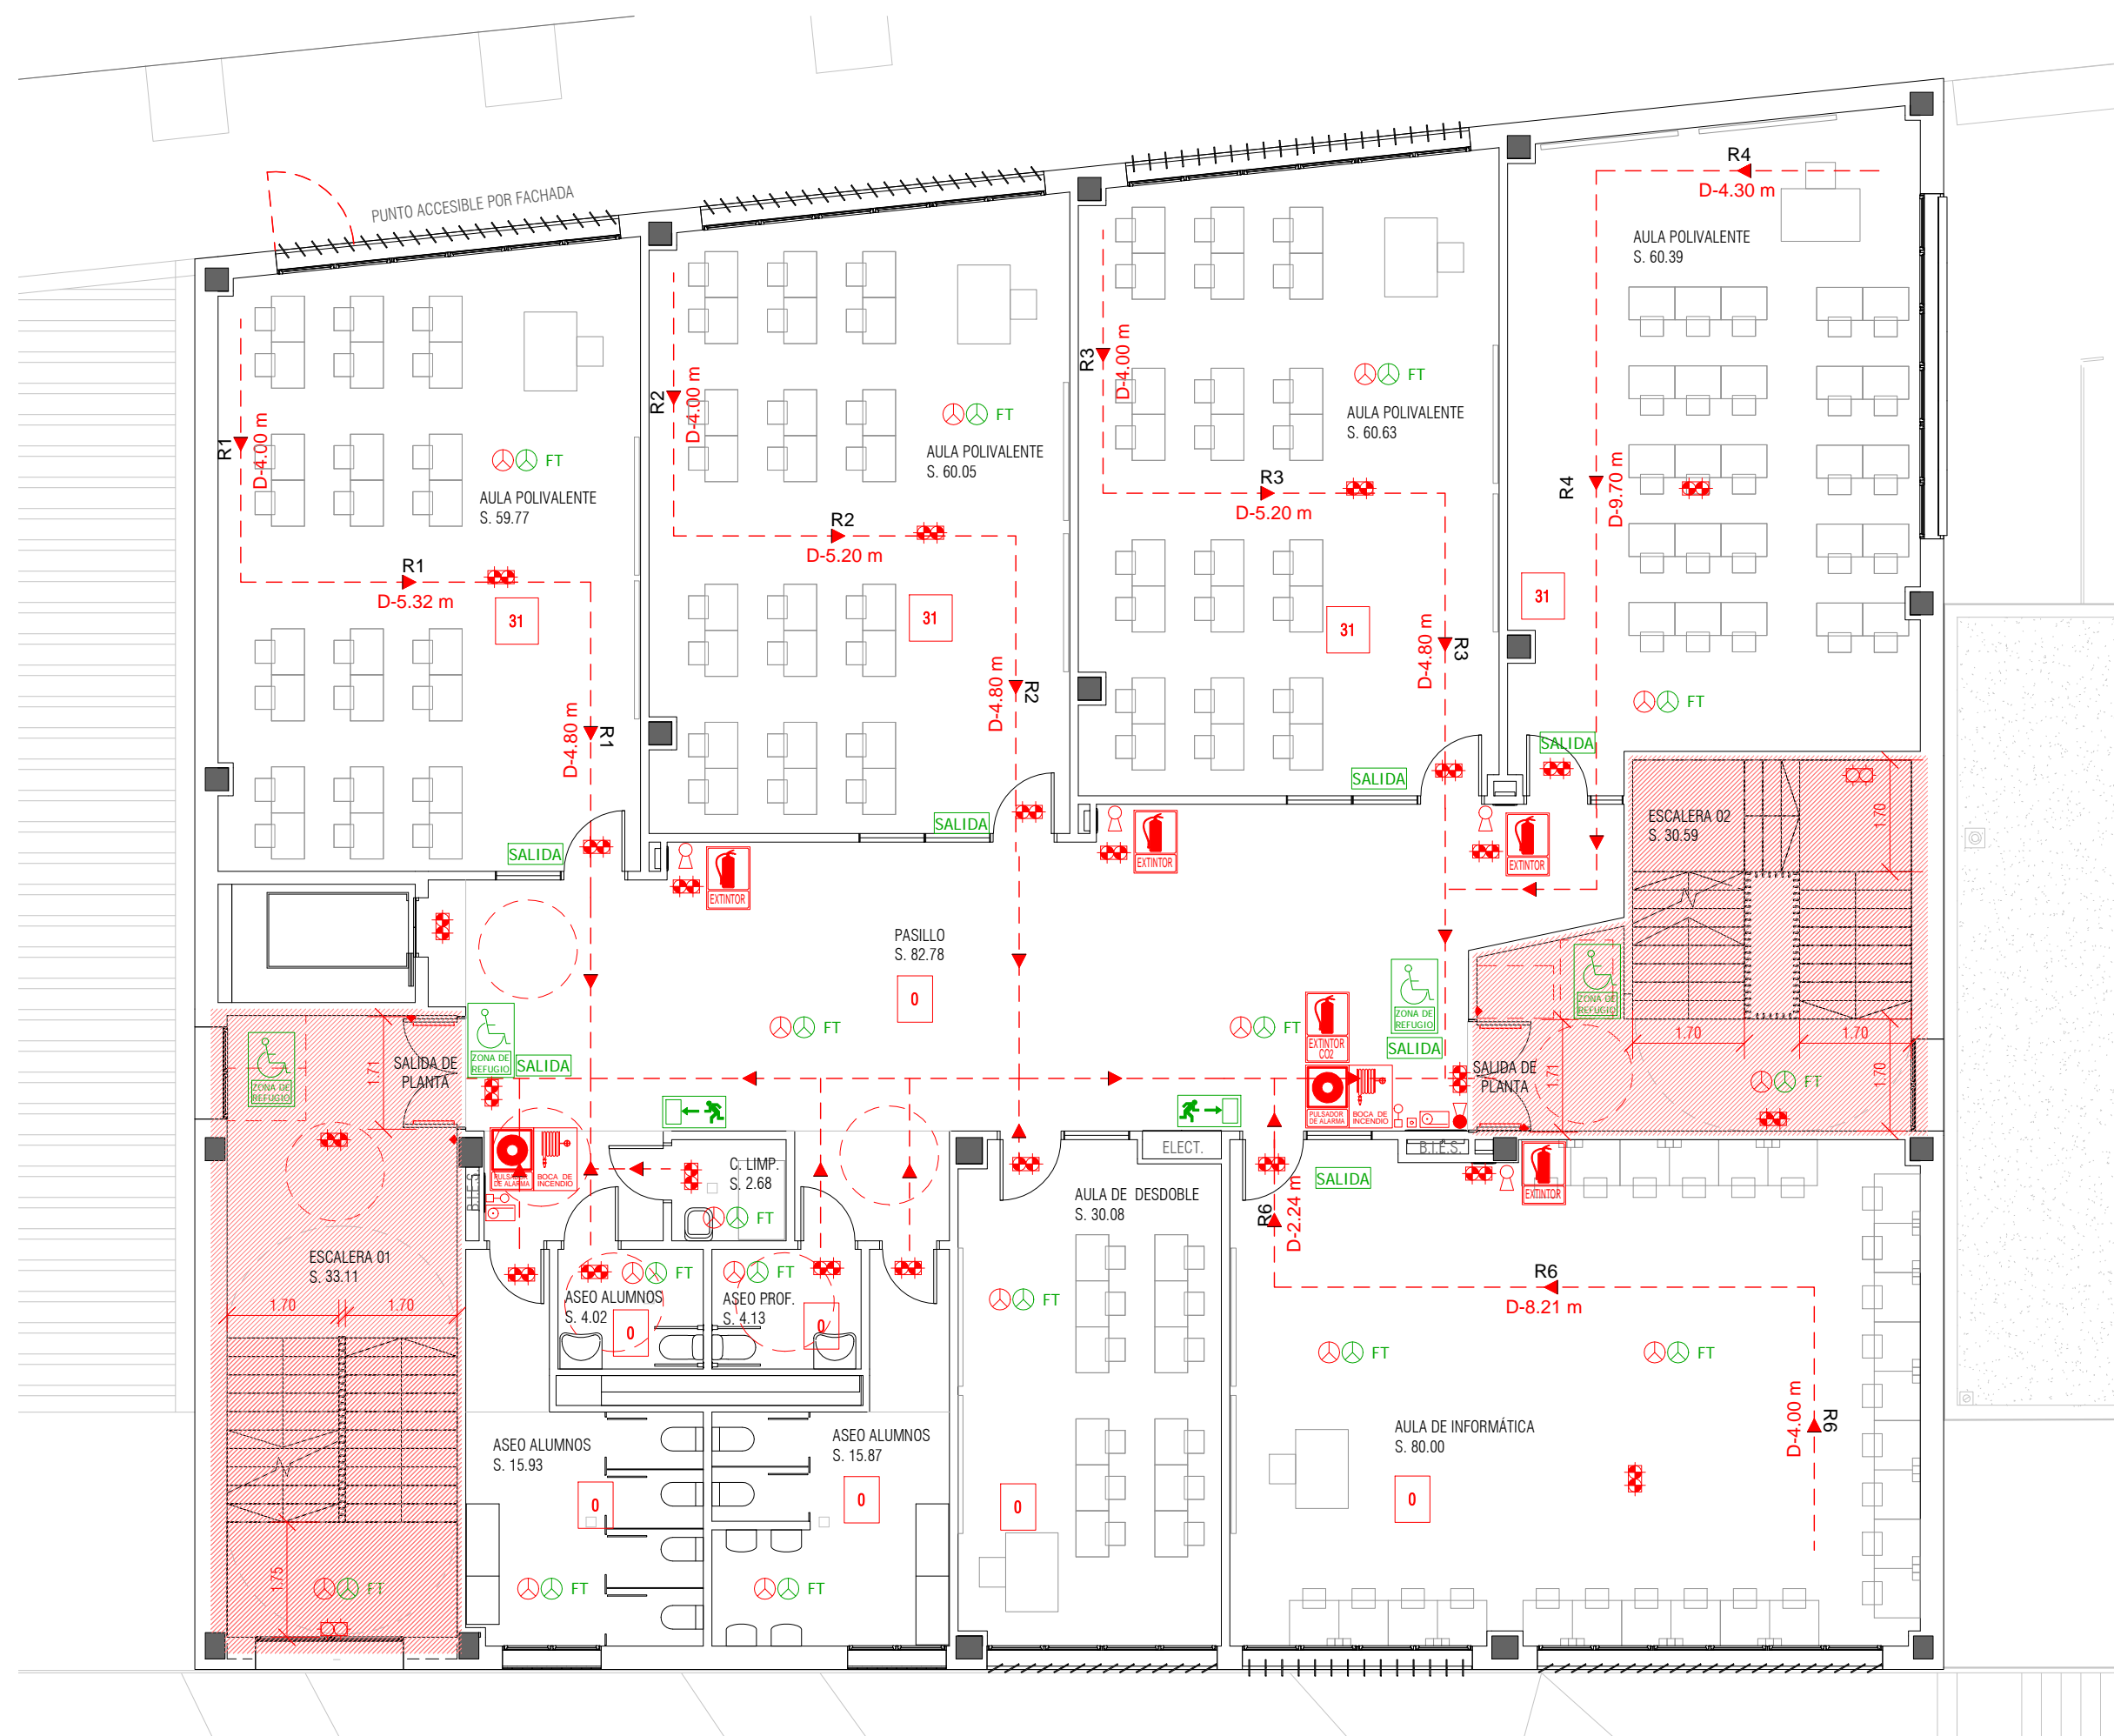 PUNTO ACCESIBLE POR FACHADA
R4
D-4.30 m
AULA POLIVALENTE
S. 60.39
R4
D-9.70 m
31
FT
SALIDA
R3
D-4.00 m
FT
AULA POLIVALENTE
S. 60.63
R3
D-5.20 m
31
D-4.80 m
R3
SALIDA
R2
D-4.00 m
FT
AULA POLIVALENTE
S. 60.05
R2
D-5.20 m
31
D-4.80 m
R2
SALIDA
R1
D-4.00 m
FT
AULA POLIVALENTE
S. 59.77
R1
D-5.32 m
31
D-4.80 m
R1
SALIDA
EXTINTOR
EXTINTOR
EXTINTOR
ESCALERA 02
S. 30.59
1.70
1.70
1.70
1.70
1.71
FT
ZONA DE
REFUGIO
SALIDA DE
PLANTA
PASILLO
S. 82.78
0
FT
FT
ZONA DE
REFUGIO
SALIDA
EXTINTOR
CO2
PULSADOR
DE ALARMA
BOCA DE
INCENDIO
B.I.E.S.
ZONA DE
REFUGIO
SALIDA
ZONA DE
REFUGIO
1.71
SALIDA DE
PLANTA
PULSADOR
DE ALARMA
BOCA DE
INCENDIO
B.I.E.S.
C. LIMP.
S. 2.68
FT
ELECT.
AULA DE DESDOBLE
S. 30.08
FT
0
R6
D-2.24 m
SALIDA
EXTINTOR
R6
D-8.21 m
FT
FT
D-4.00 m
R6
AULA DE INFORMÁTICA
S. 80.00
0
ESCALERA 01
S. 33.11
1.70
1.70
1.75
FT
FT
ASEO ALUMNOS
S. 4.02
0
FT
ASEO PROF.
S. 4.13
0
ASEO ALUMNOS
S. 15.93
0
FT
ASEO ALUMNOS
S. 15.87
0
FT